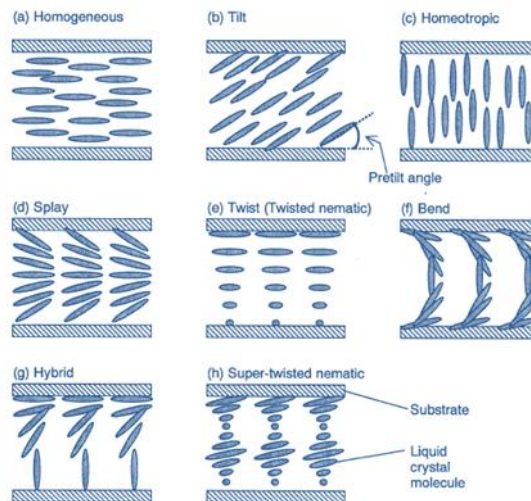 (a) Homogeneous
(b) Tilt
(c) Homeotropic
Pretilt angle
(d) Splay
(e) Twist (Twisted nematic)
(f) Bend
(g) Hybrid
(h) Super-twisted nematic
Substrate
Liquid
crystal
molecule